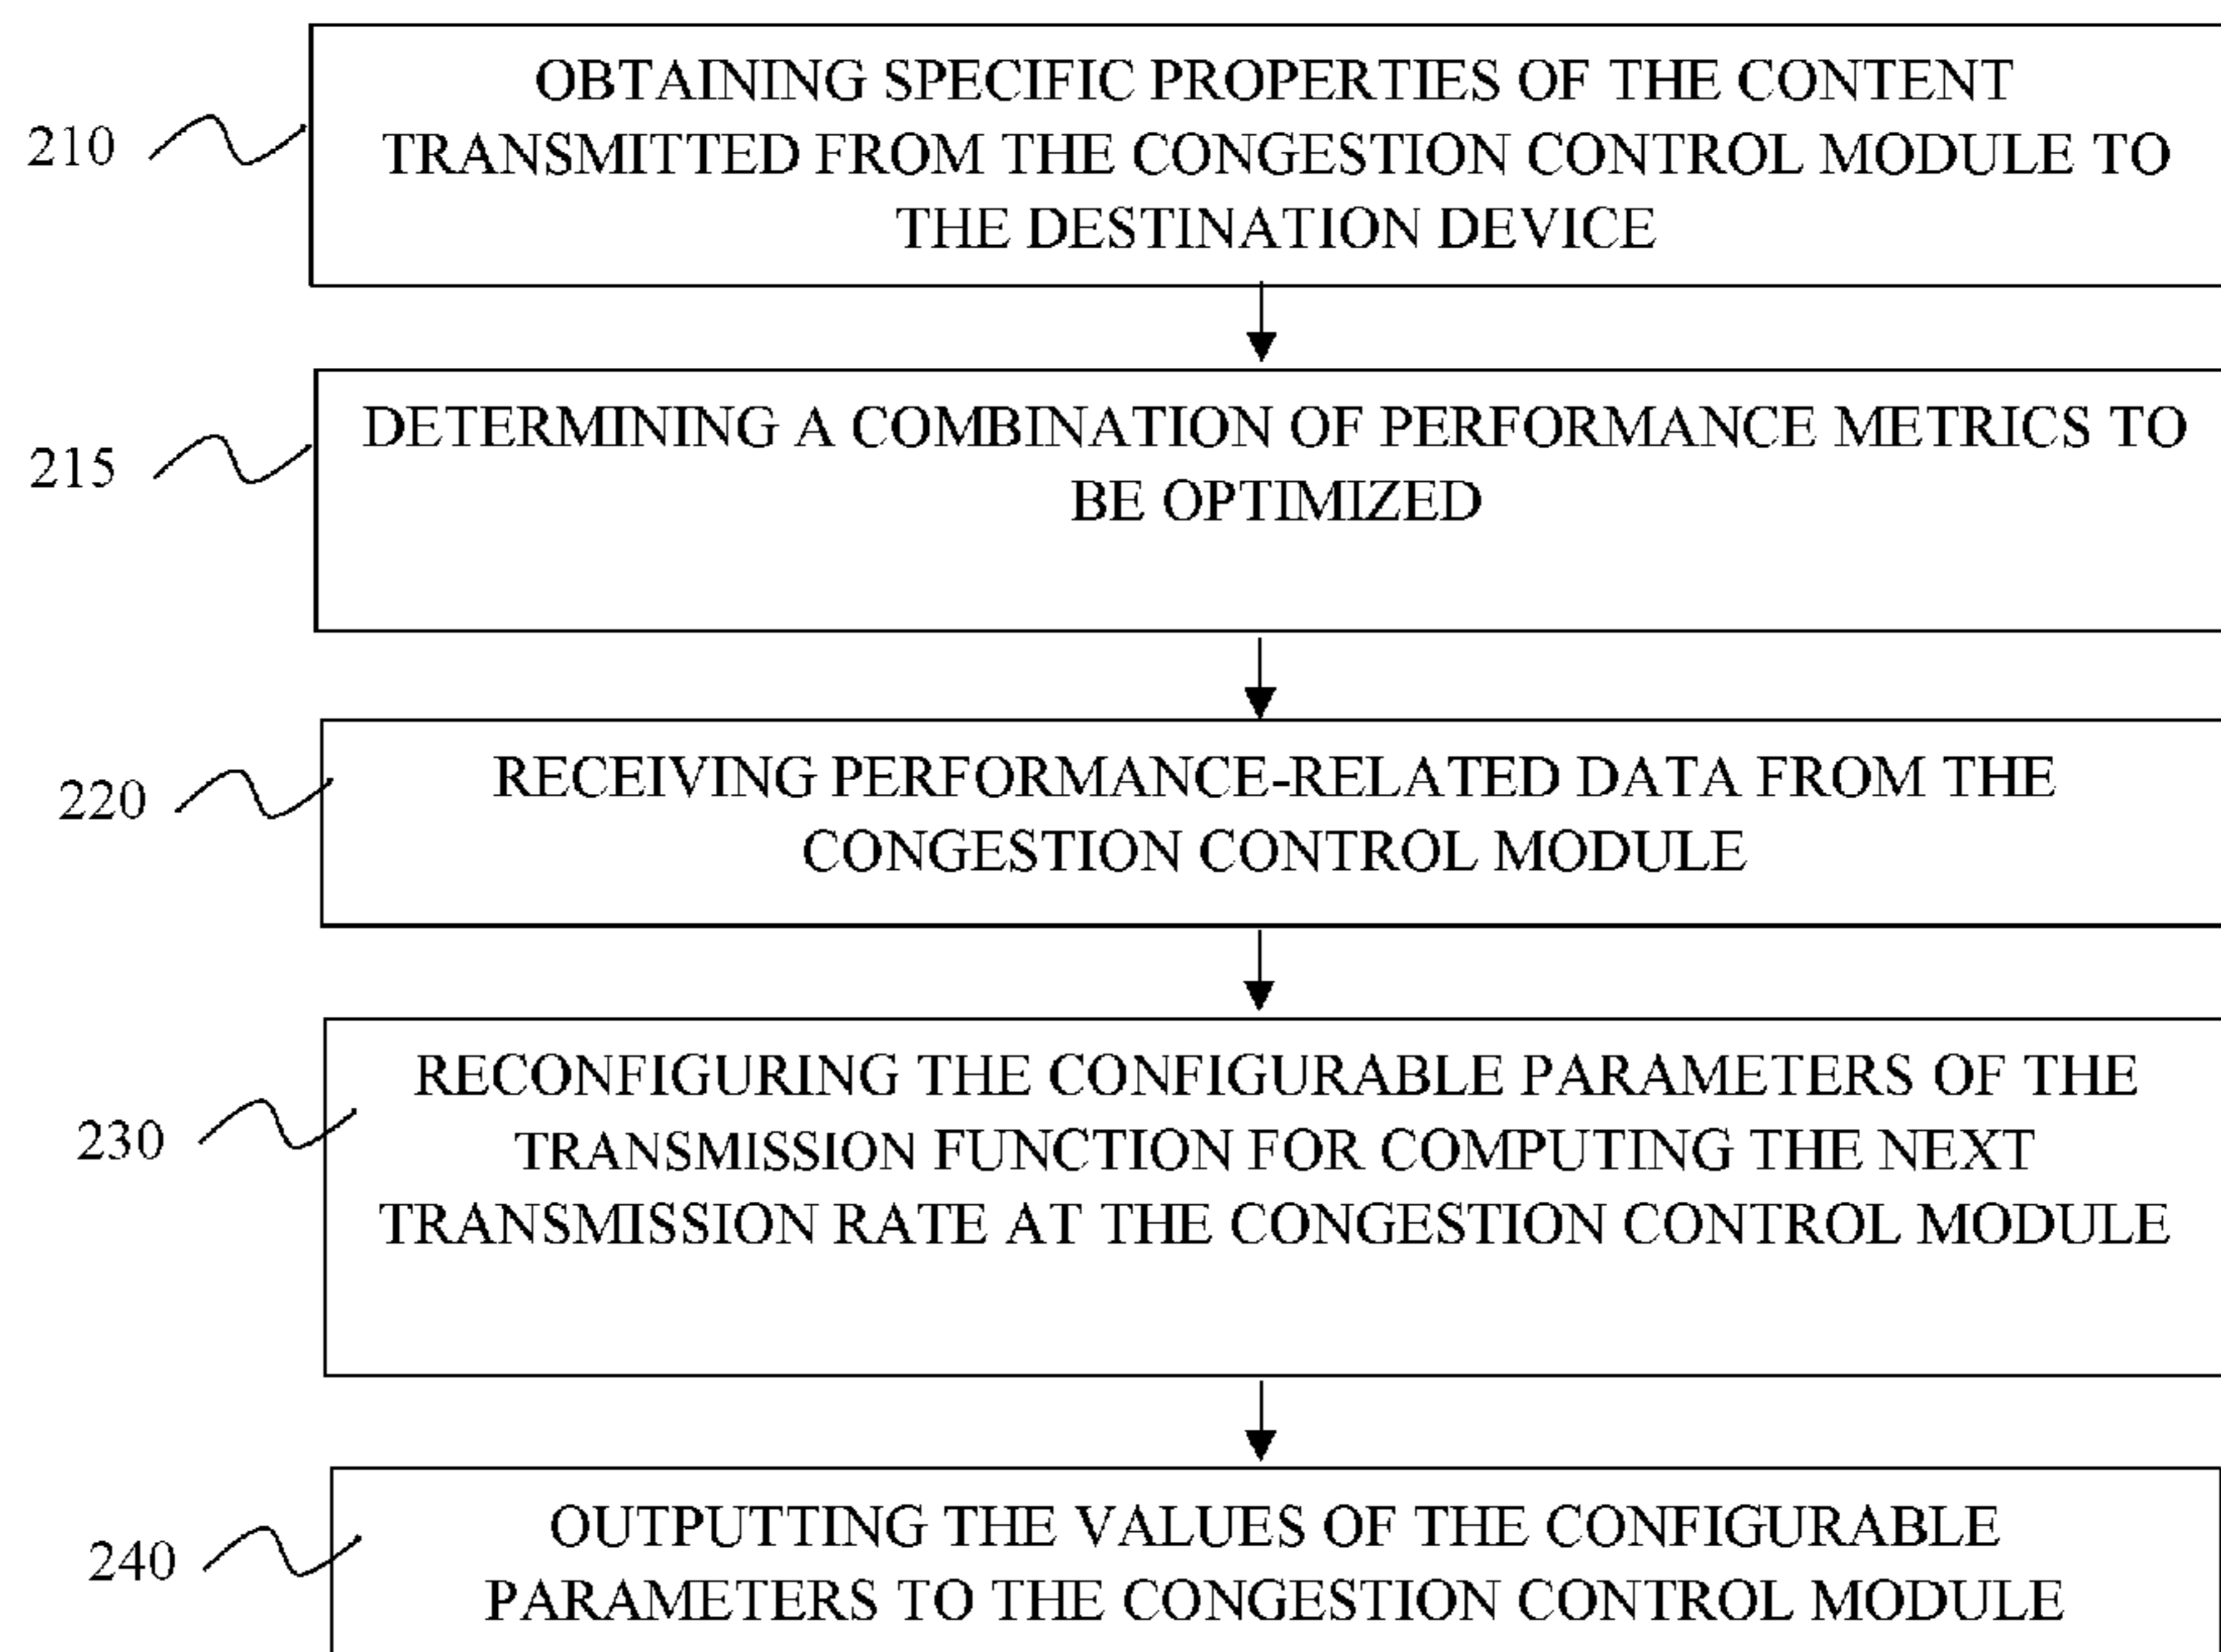 OBTAINING SPECIFIC PROPERTIES OF THE CONTENT
210
TRANSMITTED FROM THE CONGESTION CONTROL MODULE TO
THE DESTINATION DEVICE
DETERMINING A COMBINATION OF PERFORMANCE METRICS TO
215
BE OPTIMIZED
RECEIVING PERFORMANCE-RELATED DATA FROM THE
220
CONGESTION CONTROL MODULE
RECONFIGURING THE CONFIGURABLE PARAMETERS OF THE
230
TRANSMISSION FUNCTION FOR COMPUTING THE NEXT
TRANSMISSION RATE AT THE CONGESTION CONTROL MODULE
OUTPUTTING THE VALUES OF THE CONFIGURABLE
240
PARAMETERS TO THE CONGESTION CONTROL MODULE